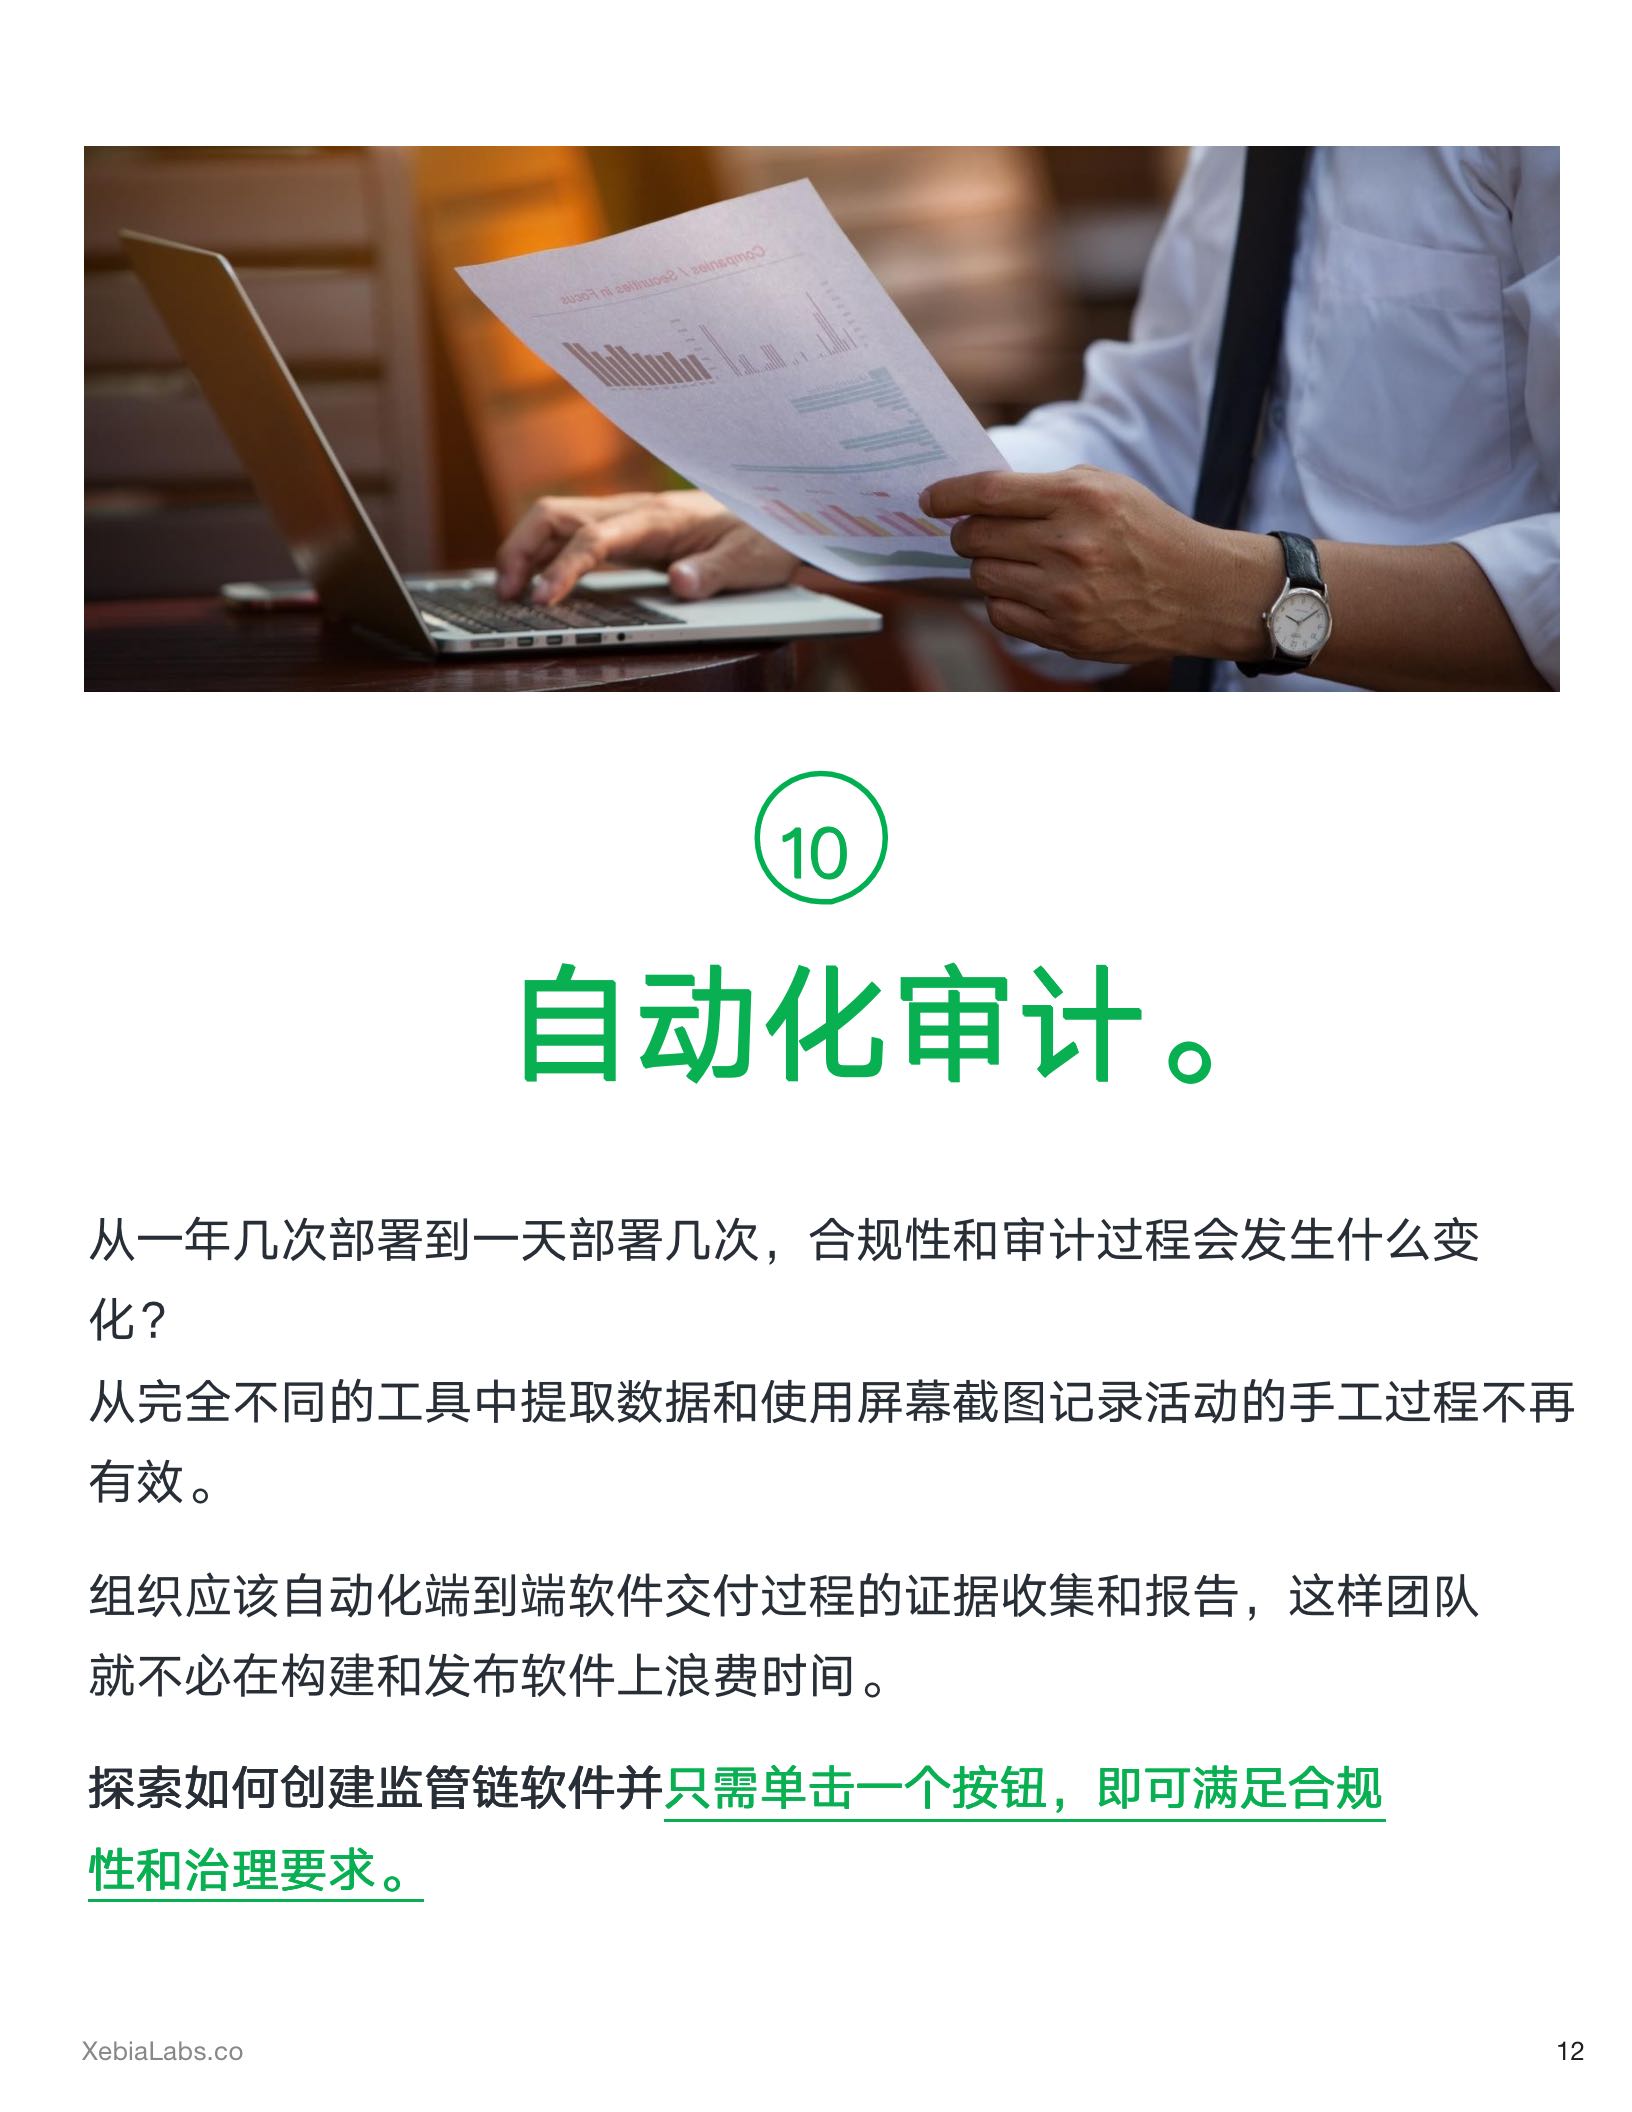 Companies / Securities in Focus
10
自动化审计。
从一年几次部署到一天部署几次，合规性和审计过程会发生什么变
化？
从完全不同的工具中提取数据和使用屏幕截图记录活动的手工过程不再
有效。
组织应该自动化端到端软件交付过程的证据收集和报告，这样团队
就不必在构建和发布软件上浪费时间。
探索如何创建监管链软件并只需单击一个按钮，即可满足合规
性和治理要求。
XebiaLabs.co
12